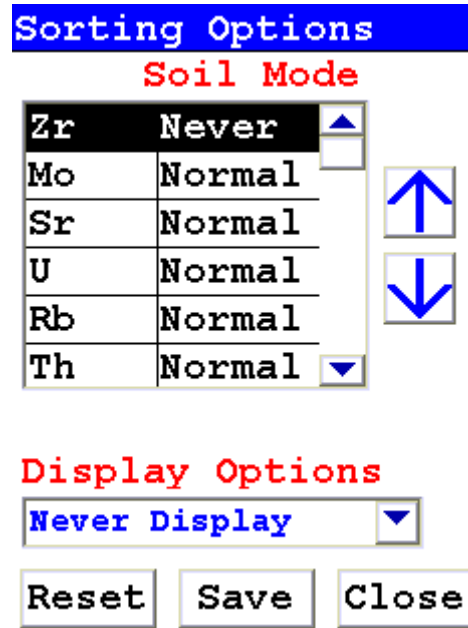 Sorting Options
Soil Mode
Zr Never
Mo Normal
Sr Normal
U Normal
Rb Normal
Th Normal
Display Options
Never Display
Reset Save Close